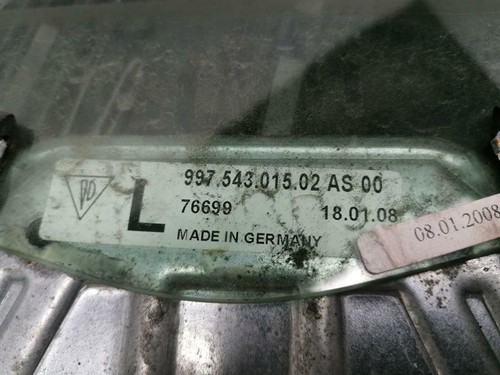 997.543.015.02 AS 00
L
76699 18.01.08
MADE IN GERMANY
08.01.2008